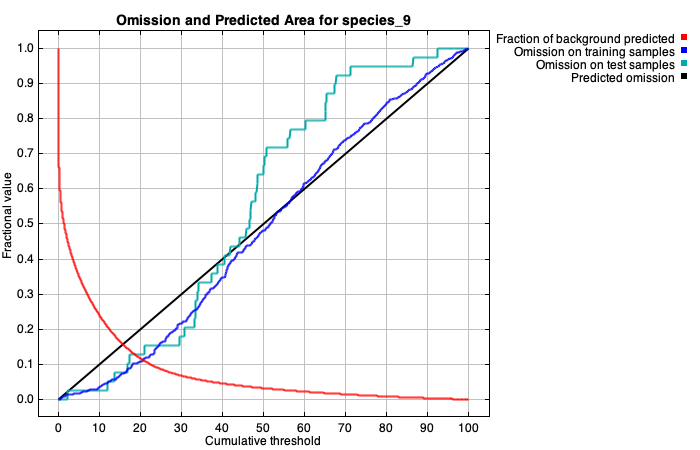 Omission and Predicted Area for species_9
Fraction of background predicted
Omission on training samples
Omission on test samples
Predicted omission
Fractional value
1.0
0.9
0.8
0.7
0.6
0.5
0.4
0.3
0.2
0.1
0.0
0 10 20 30 40 50 60 70 80 90 100
Cumulative threshold